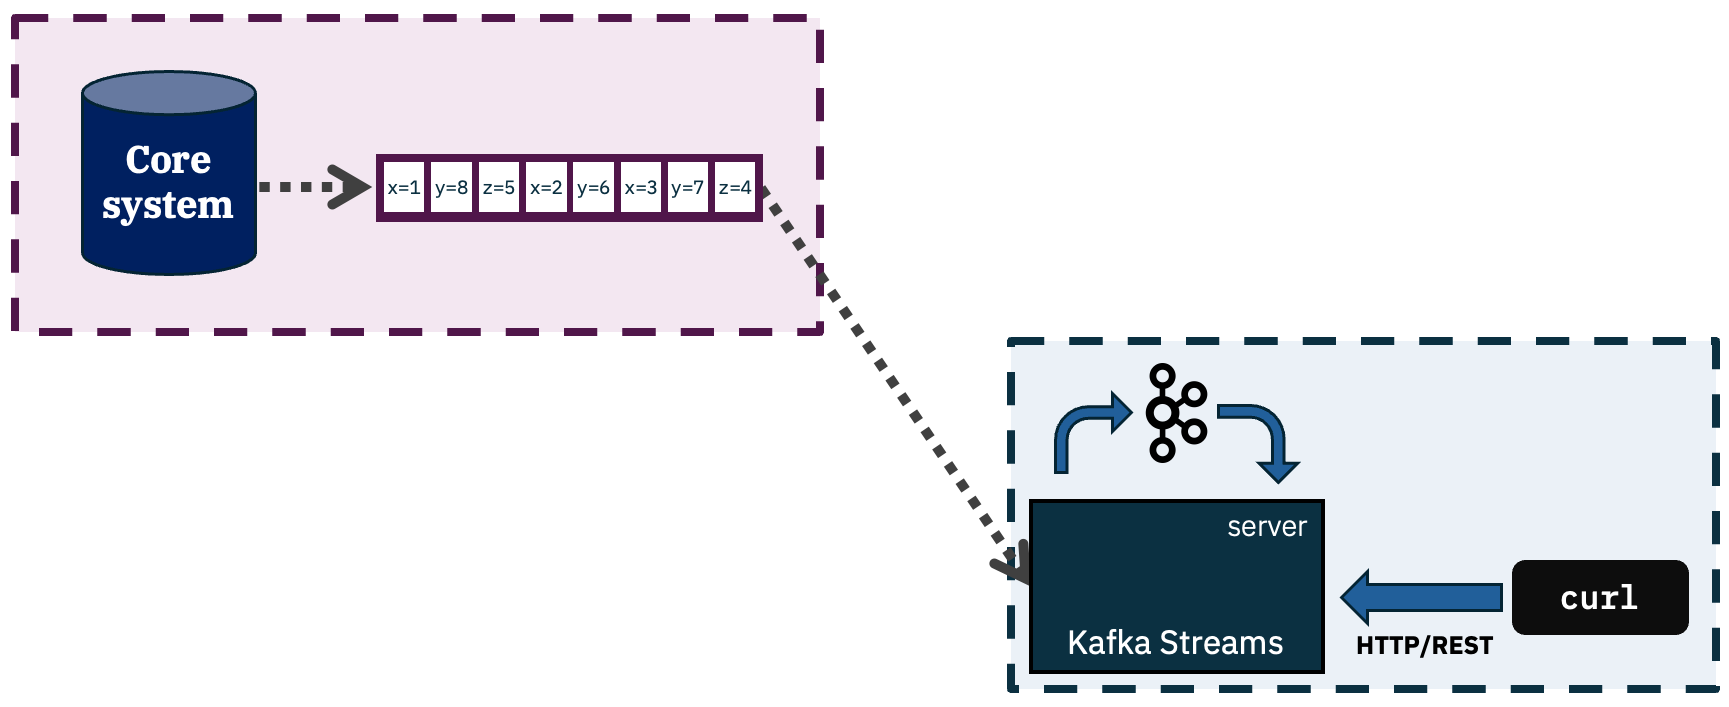 Core
system
x=1 y=8 z=5 x=2 y=6 x=3 y=7 z=4
server
Kafka Streams
HTTP/REST
curl